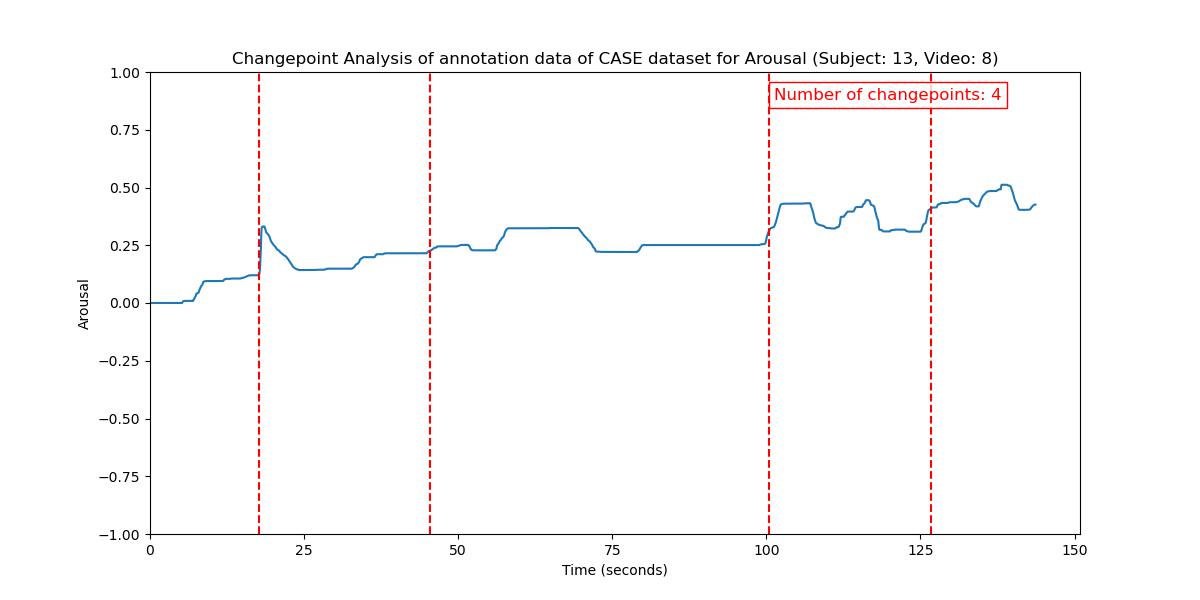 Changepoint Analysis of annotation data of CASE dataset for Arousal (Subject: 13, Video: 8)
Number of changepoints: 4
1.00
0.75
0.50
0.25
0.00
−0.25
−0.50
−0.75
−1.00
Arousal
0 25 50 75 100 125 150
Time (seconds)